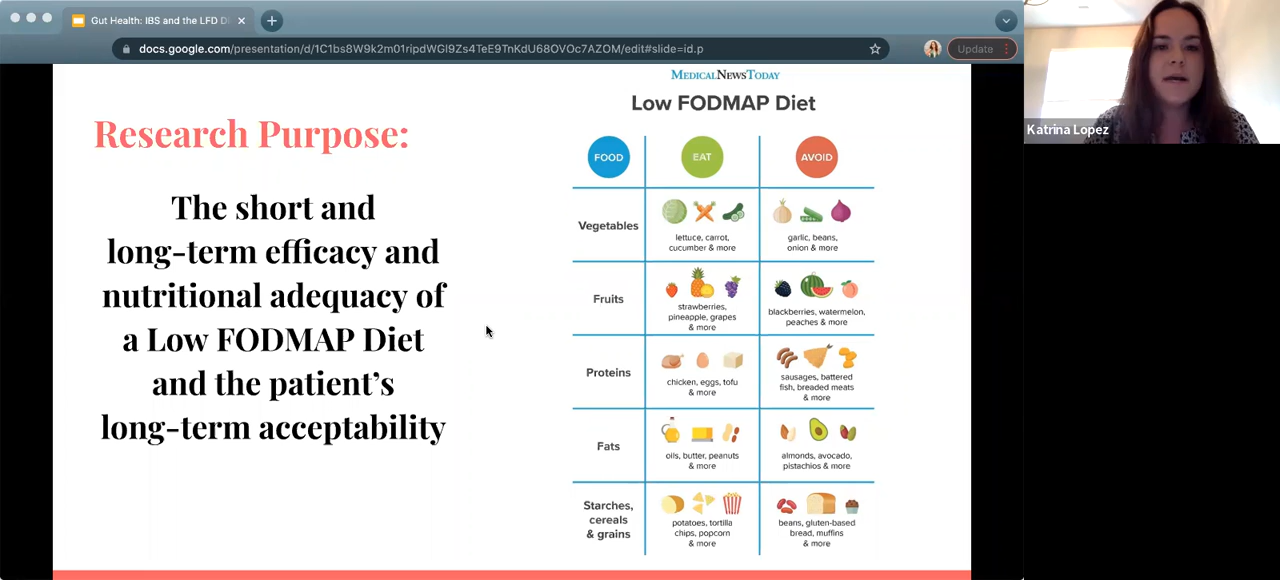 Gut Health: IBS and the LFD Di
docs.google.com/presentation/d/1C1bs8W9k2m01ripdWGl9Zs4TeE9TnKdU68OVOc7AZOM/edit#slide=id.p
Update
Katrina Lopez
Research Purpose:
The short and
long-term efficacy and
nutritional adequacy of
a Low FODMAP Diet
and the patient's
long-term acceptability
MEDICALNEWSTODAY
Low FODMAP Diet
FOOD
EAT
AVOID
Vegetables
lettuce, carrot,
cucumber & more
garlic, beans,
onion & more
Fruits
strawberries,
pineapple, grapes
& more
blackberries, watermelon,
peaches & more
Proteins
chicken, eggs, tofu
& more
sausages, battered
fish, breaded meats
& more
Fats
oils, butter, peanuts
& more
almonds, avocado,
pistachios & more
Starches,
cereals
& grains
potatoes, tortilla
chips, popcorn
& more
beans, gluten-based
bread, muffins
& more